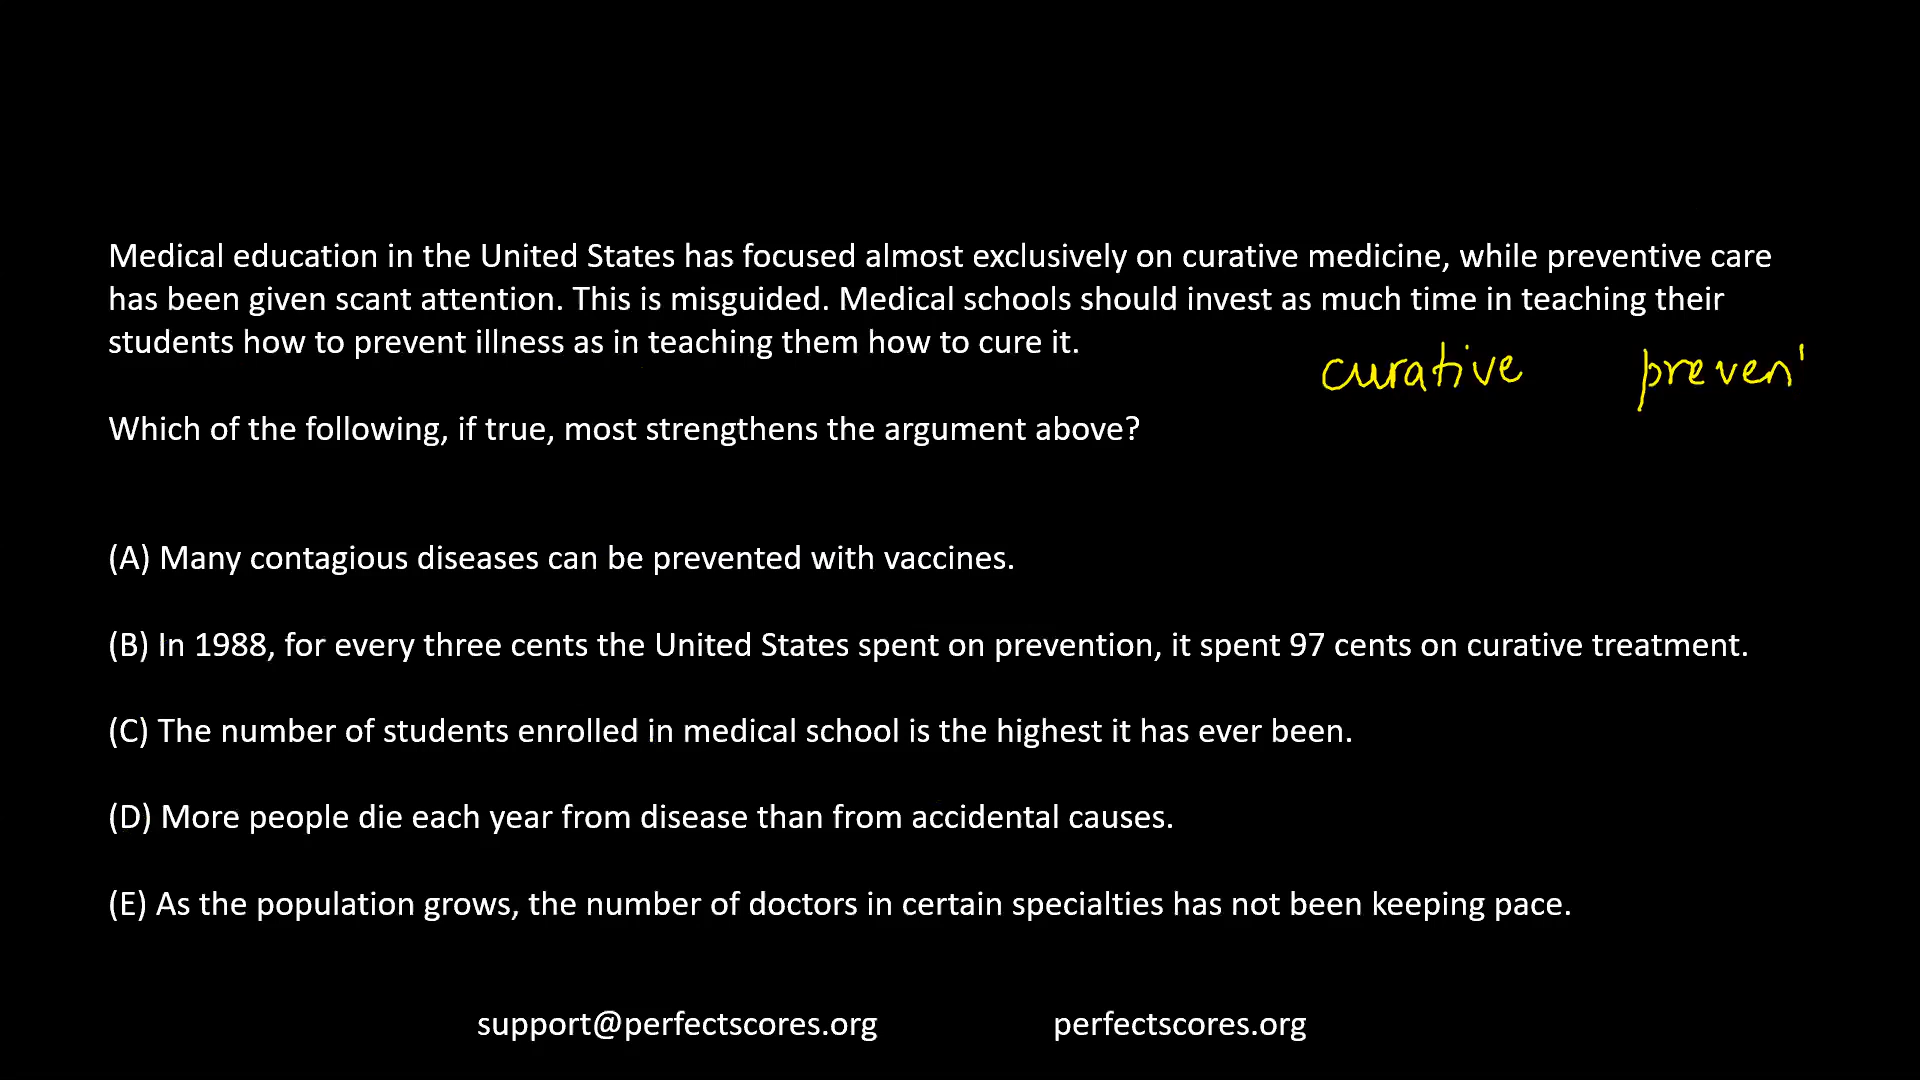 Medical education in the United States has focused almost exclusively on curative medicine, while preventive care
has been given scant attention. This is misguided. Medical schools should invest as much time in teaching their
students how to prevent illness as in teaching them how to cure it.
curative preven'
Which of the following, if true, most strengthens the argument above?
(A) Many contagious diseases can be prevented with vaccines.
(B) In 1988, for every three cents the United States spent on prevention, it spent 97 cents on curative treatment.
(C) The number of students enrolled in medical school is the highest it has ever been.
(D) More people die each year from disease than from accidental causes.
(E) As the population grows, the number of doctors in certain specialties has not been keeping pace.
support@perfectscores.org perfectscores.org